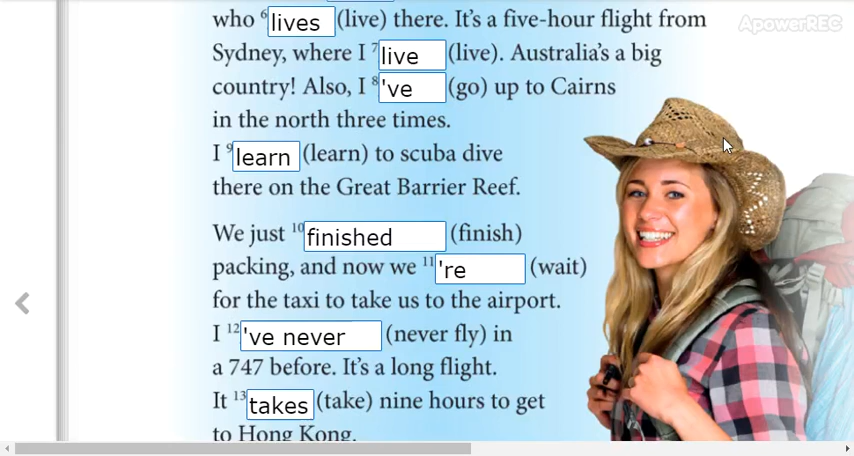 ApowerREC
who ⁶ lives (live) there. It's a five-hour flight from
Sydney, where I ⁷ live (live). Australia's a big
country! Also, I ⁸ 've (go) up to Cairns
in the north three times.
I ⁹ learn (learn) to scuba dive
there on the Great Barrier Reef.
We just ¹⁰ finished (finish)
packing, and now we ¹¹ 're (wait)
for the taxi to take us to the airport.
I ¹² 've never (never fly) in
a 747 before. It's a long flight.
It ¹³ takes (take) nine hours to get
to Hong Kong.